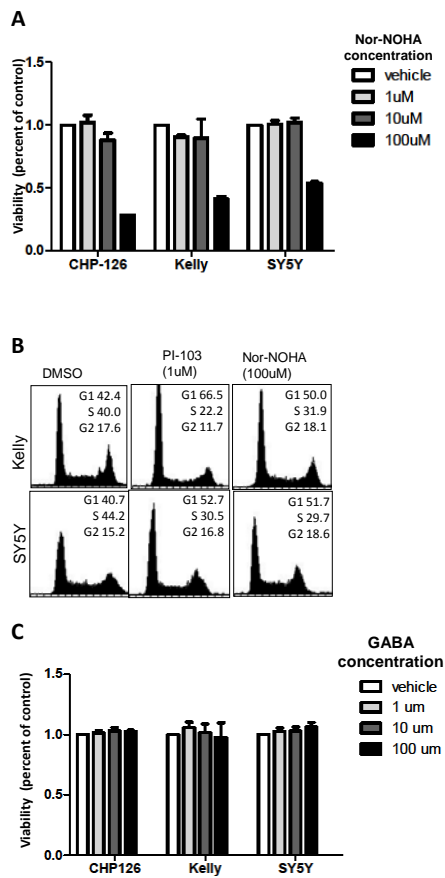 A
Nor-NOHA
concentration
vehicle
1uM
10uM
100uM
Viability (percent of control)
1.5
1.0
0.5
0.0
CHP-126 Kelly SY5Y
B
DMSO
PI-103
(1uM)
Nor-NOHA
(100uM)
Kelly
G1 42.4
S 40.0
G2 17.6
G1 66.5
S 22.2
G2 11.7
G1 50.0
S 31.9
G2 18.1
SY5Y
G1 40.7
S 44.2
G2 15.2
G1 52.7
S 30.5
G2 16.8
G1 51.7
S 29.7
G2 18.6
C
GABA
concentration
vehicle
1 um
10 um
100 um
Viability (percent of control)
1.5
1.0
0.5
0.0
CHP126 Kelly SY5Y